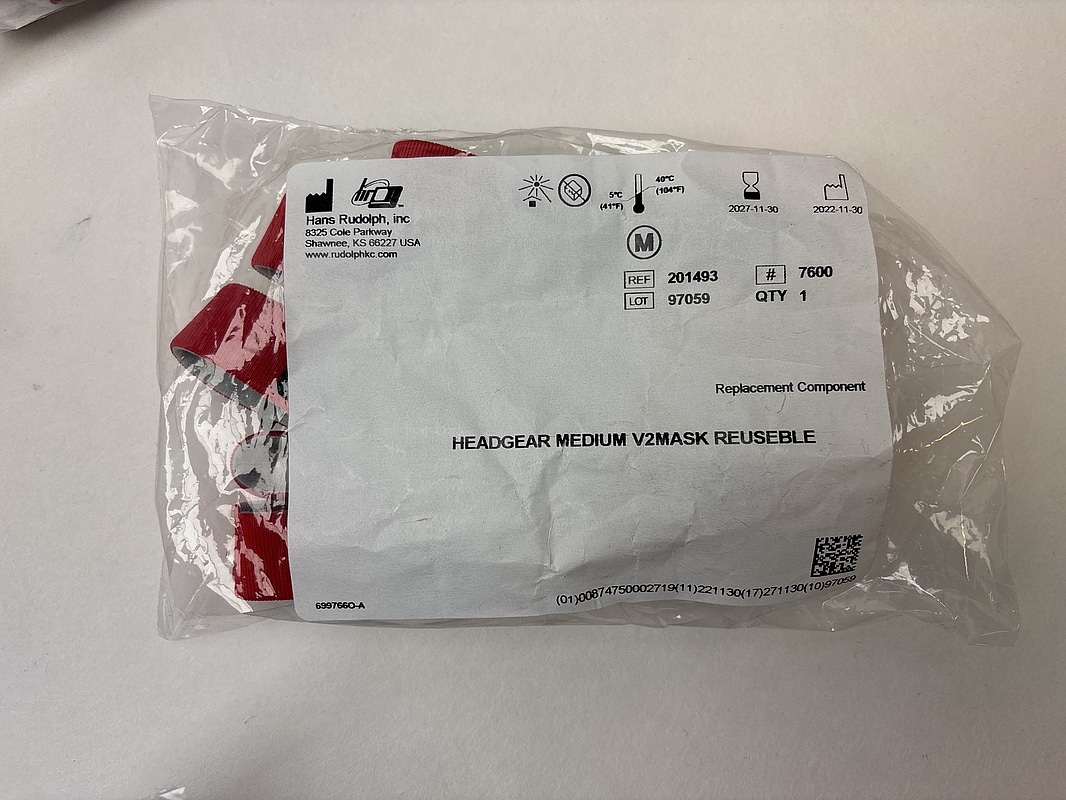 hr
Hans Rudolph, inc
8325 Cole Parkway
Shawnee, KS 66227 USA
www.rudolphkc.com
5°C
(41°F)
40°C
(104°F)
2027-11-30
2022-11-30
M
REF 201493
# 7600
LOT 97059
QTY 1
Replacement Component
HEADGEAR MEDIUM V2MASK REUSEBLE
(01)00874750002719(11)221130(17)271130(10)97059
699766O-A